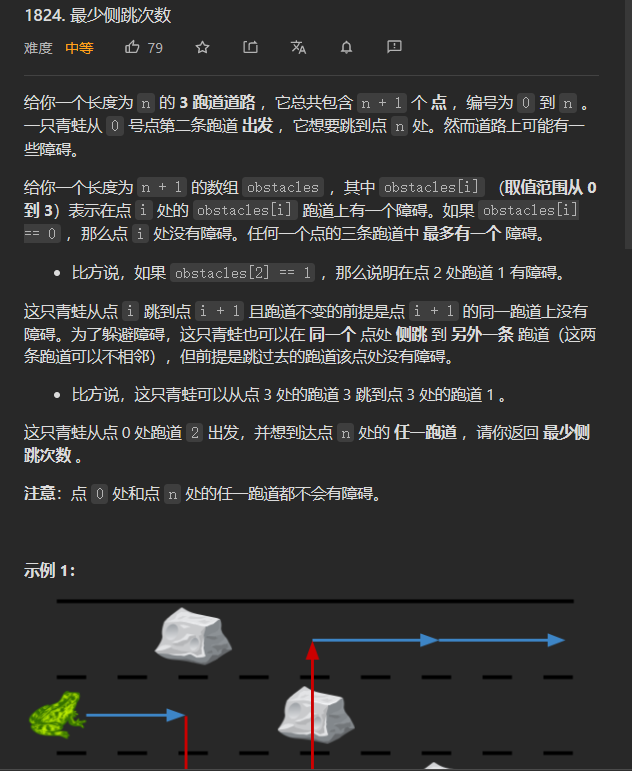 1824. 最少侧跳次数
难度 中等 79
给你一个长度为 n 的 3 跑道道路 ，它总共包含 n + 1 个 点 ，编号为 0 到 n 。
一只青蛙从 0 号点第二条跑道 出发 ，它想要跳到点 n 处。然而道路上可能有一
些障碍。
给你一个长度为 n + 1 的数组 obstacles ，其中 obstacles[i] （取值范围从 0
到 3）表示在点 i 处的 obstacles[i] 跑道上有一个障碍。如果 obstacles[i]
== 0 ，那么点 i 处没有障碍。任何一个点的三条跑道中 最多有一个 障碍。
• 比方说，如果 obstacles[2] == 1 ，那么说明在点 2 处跑道 1 有障碍。
这只青蛙从点 i 跳到点 i + 1 且跑道不变的前提是点 i + 1 的同一跑道上没有
障碍。为了躲避障碍，这只青蛙也可以在 同一个 点处 侧跳 到 另外一条 跑道（这两
条跑道可以不相邻），但前提是跳过去的跑道该点处没有障碍。
• 比方说，这只青蛙可以从点 3 处的跑道 3 跳到点 3 处的跑道 1 。
这只青蛙从点 0 处跑道 2 出发，并想到达点 n 处的 任一跑道 ，请你返回 最少侧
跳次数 。
注意：点 0 处和点 n 处的任一跑道都不会有障碍。
示例 1：